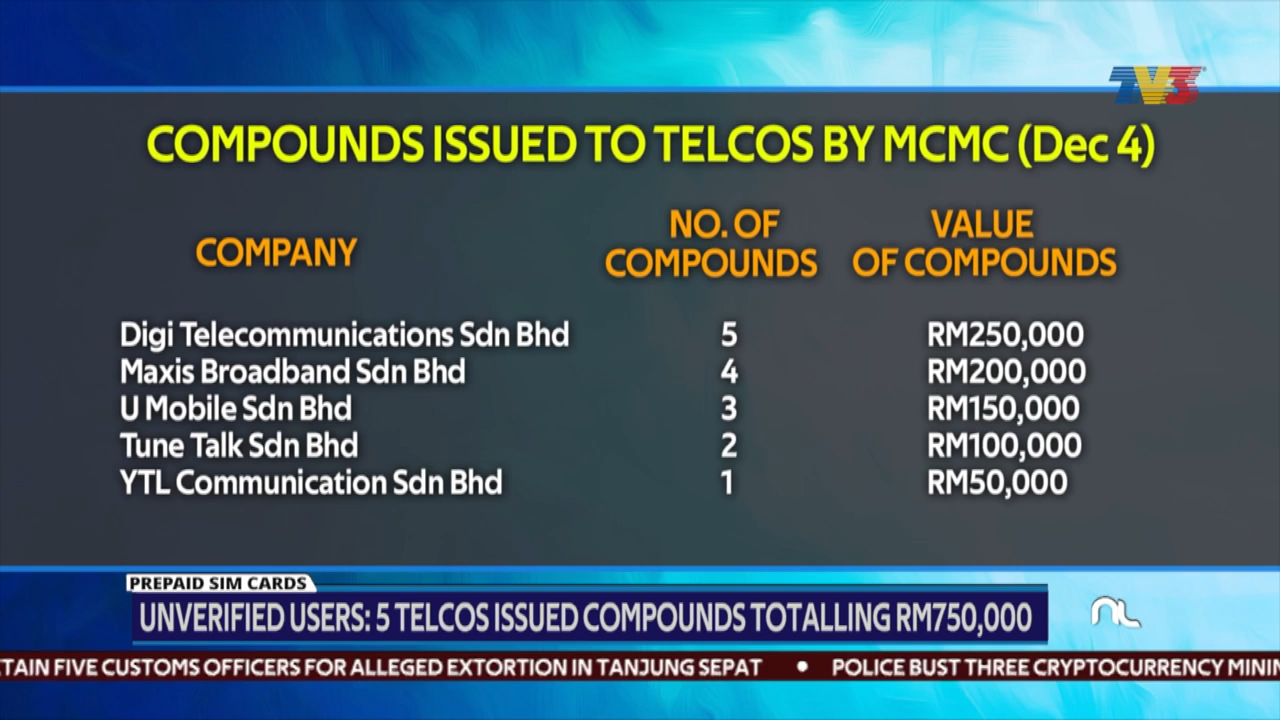 TV3
COMPOUNDS ISSUED TO TELCOS BY MCMC (Dec 4)
COMPANY NO. OF COMPOUNDS VALUE OF COMPOUNDS
Digi Telecommunications Sdn Bhd 5 RM250,000
Maxis Broadband Sdn Bhd 4 RM200,000
U Mobile Sdn Bhd 3 RM150,000
Tune Talk Sdn Bhd 2 RM100,000
YTL Communication Sdn Bhd 1 RM50,000
PREPAID SIM CARDS
UNVERIFIED USERS: 5 TELCOS ISSUED COMPOUNDS TOTALLING RM750,000
NL
TAIN FIVE CUSTOMS OFFICERS FOR ALLEGED EXTORTION IN TANJUNG SEPAT • POLICE BUST THREE CRYPTOCURRENCY MININ